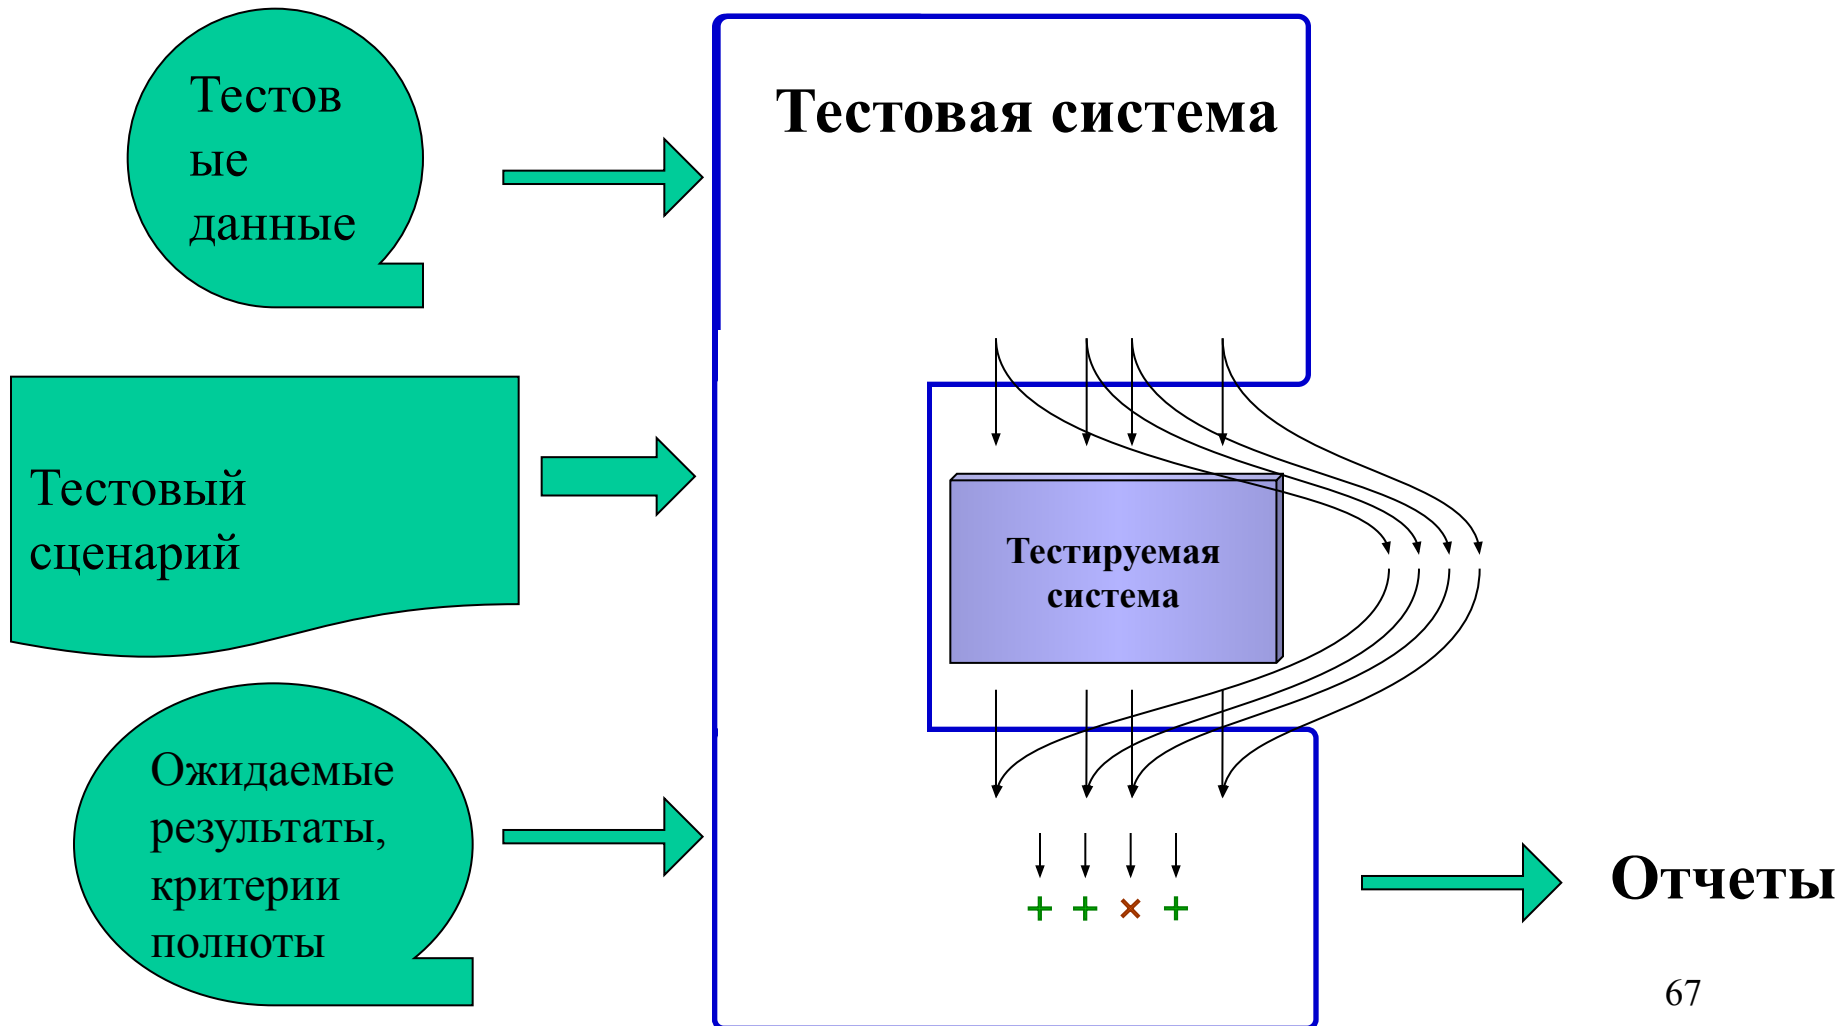 Тестов
ые
данные
Тестовая система
Тестовый
сценарий
Тестируемая
система
Ожидаемые
результаты,
критерии
полноты
Отчеты
67